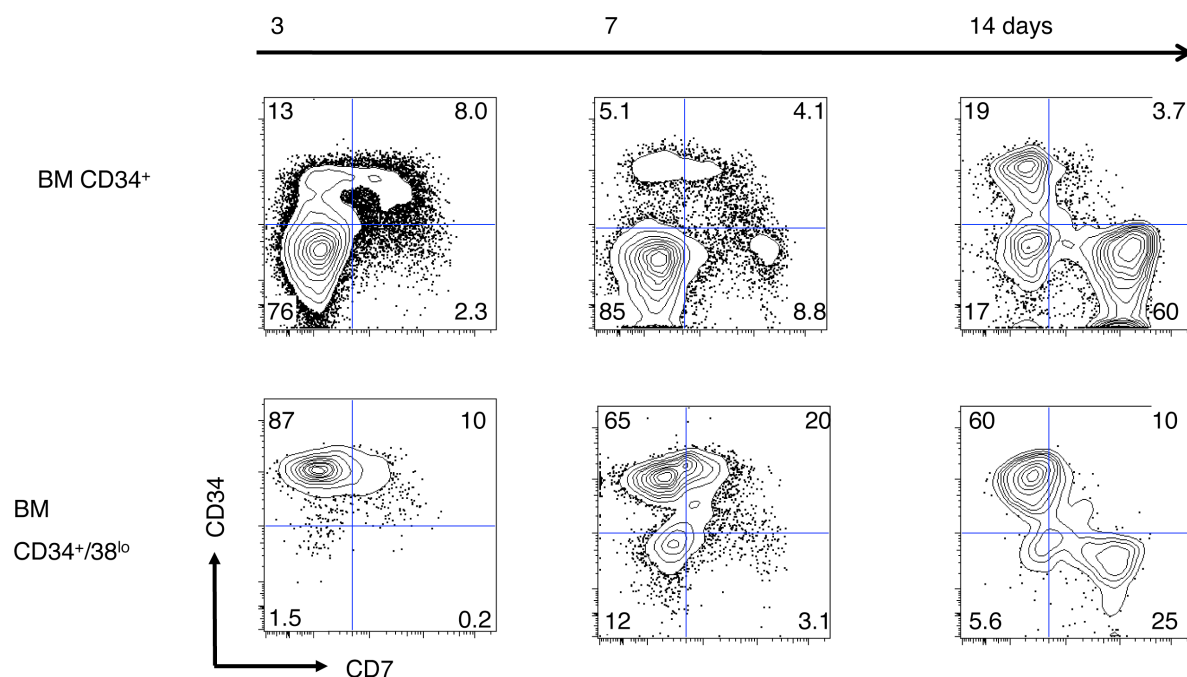 3 7 14 days
BM CD34⁺
13 8.0
76 2.3
5.1 4.1
85 8.8
19 3.7
17 60
BM
CD34⁺/38ˡᵒ
87 10
1.5 0.2
65 20
12 3.1
60 10
5.6 25
CD34
CD7